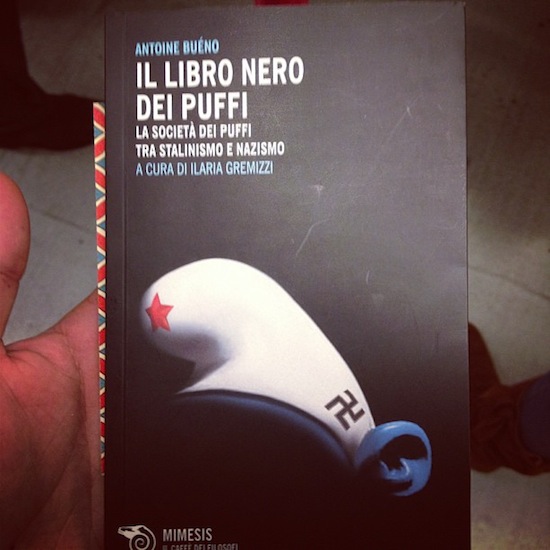 ANTOINE BUÉNO
IL LIBRO NERO
DEI PUFFI
LA SOCIETÀ DEI PUFFI
TRA STALINISMO E NAZISMO
A CURA DI ILARIA GREMIZZI
MIMESIS
IL CAFFÈ DEI FILOSOFI